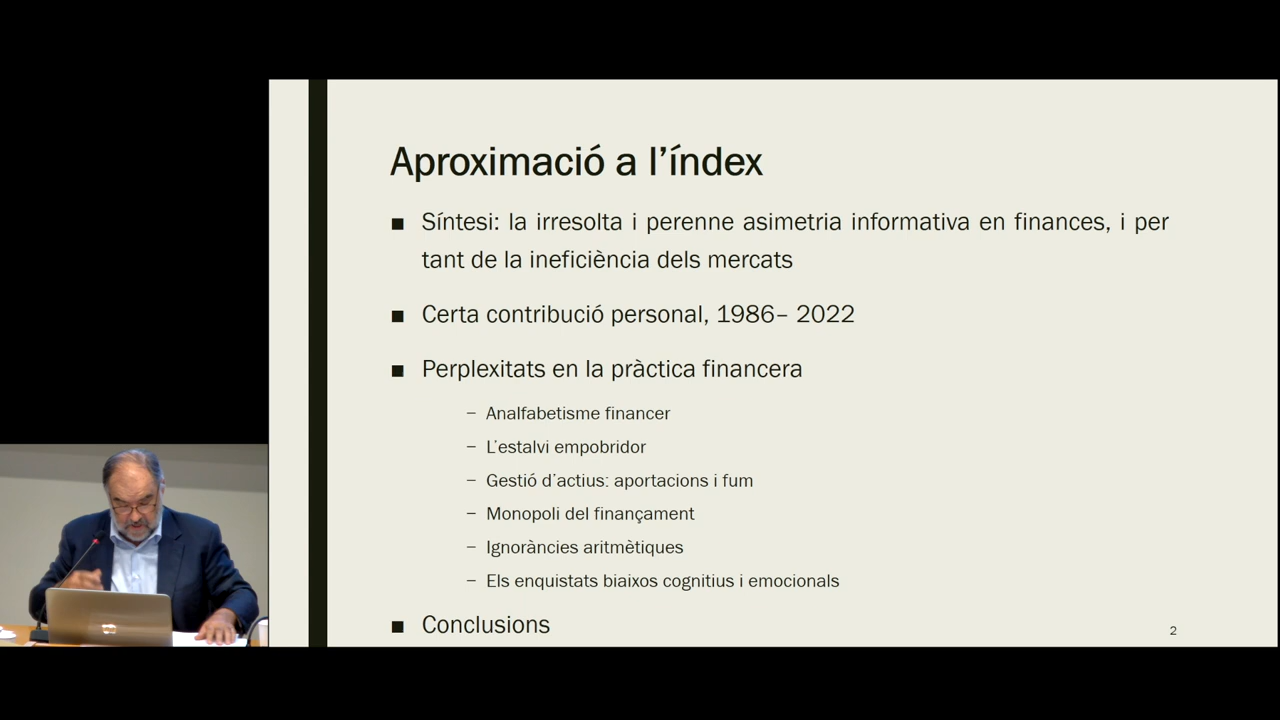 Aproximació a l’índex
■ Síntesi: la irresolta i perenne asimetria informativa en finances, i per
tant de la ineficiència dels mercats
■ Certa contribució personal, 1986– 2022
■ Perplexitats en la pràctica financera
– Analfabetisme financer
– L’estalvi empobridor
– Gestió d’actius: aportacions i fum
– Monopoli del finançament
– Ignoràncies aritmètiques
– Els enquistats biaixos cognitius i emocionals
■ Conclusions
2